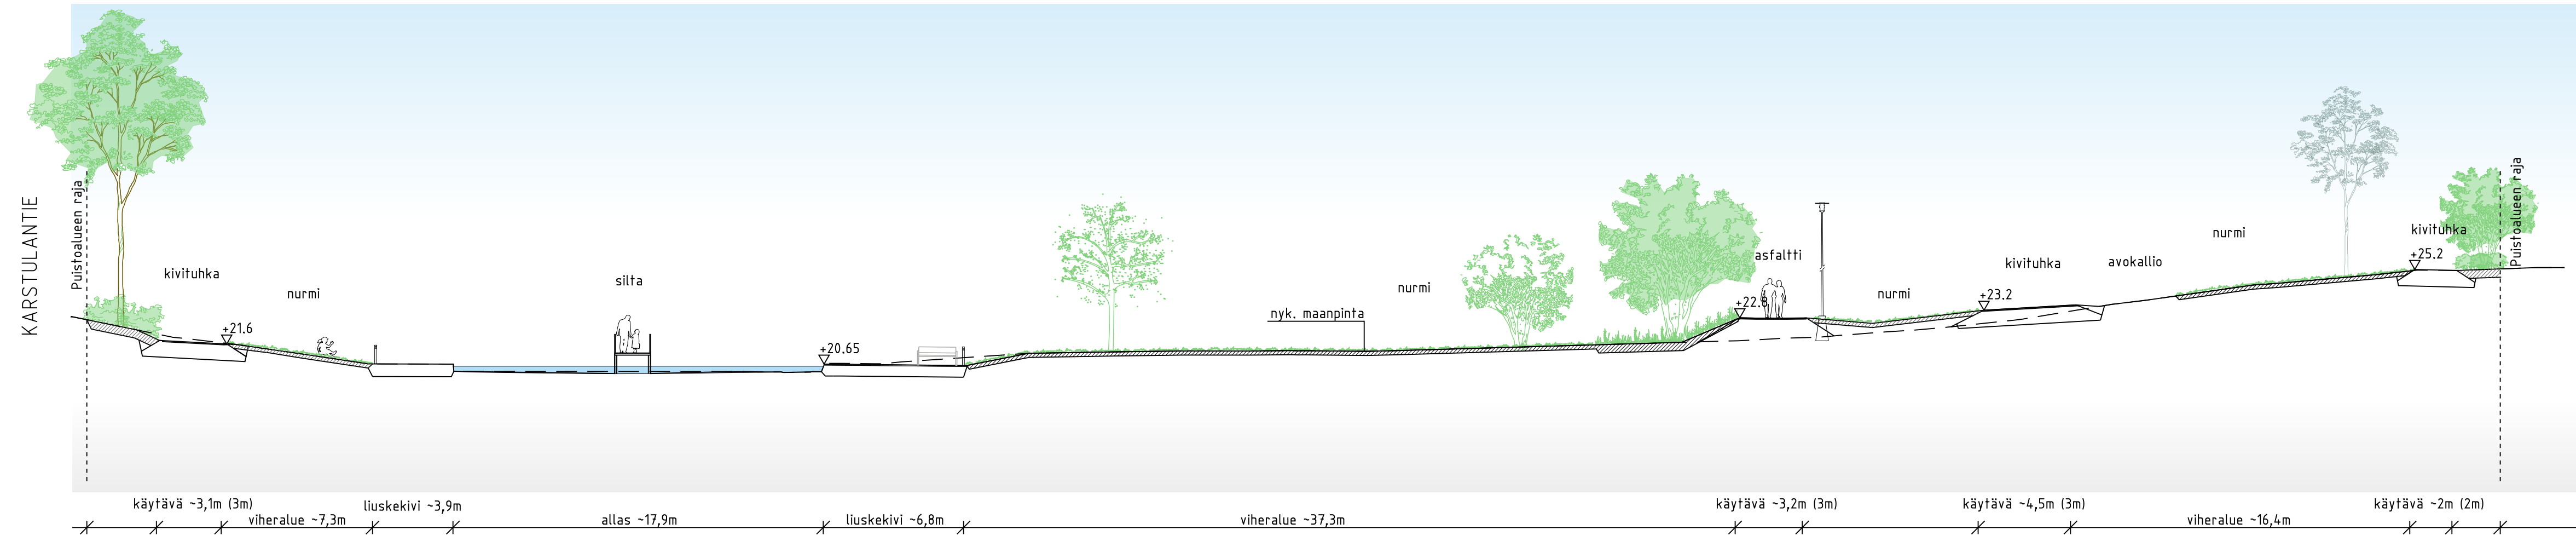 KARSTULANTIE
Puistoalueen raja
kivituhka
nurmi
+21.6
silta
+20.65
nyk. maanpinta
nurmi
asfaltti
+22.8
nurmi
kivituhka
+23.2
avokallio
nurmi
kivituhka
+25.2
Puistoalueen raja
käytävä ~3,1m (3m)
viheralue ~7,3m
liuskekivi ~3,9m
allas ~17,9m
liuskekivi ~6,8m
viheralue ~37,3m
käytävä ~3,2m (3m)
käytävä ~4,5m (3m)
viheralue ~16,4m
käytävä ~2m (2m)